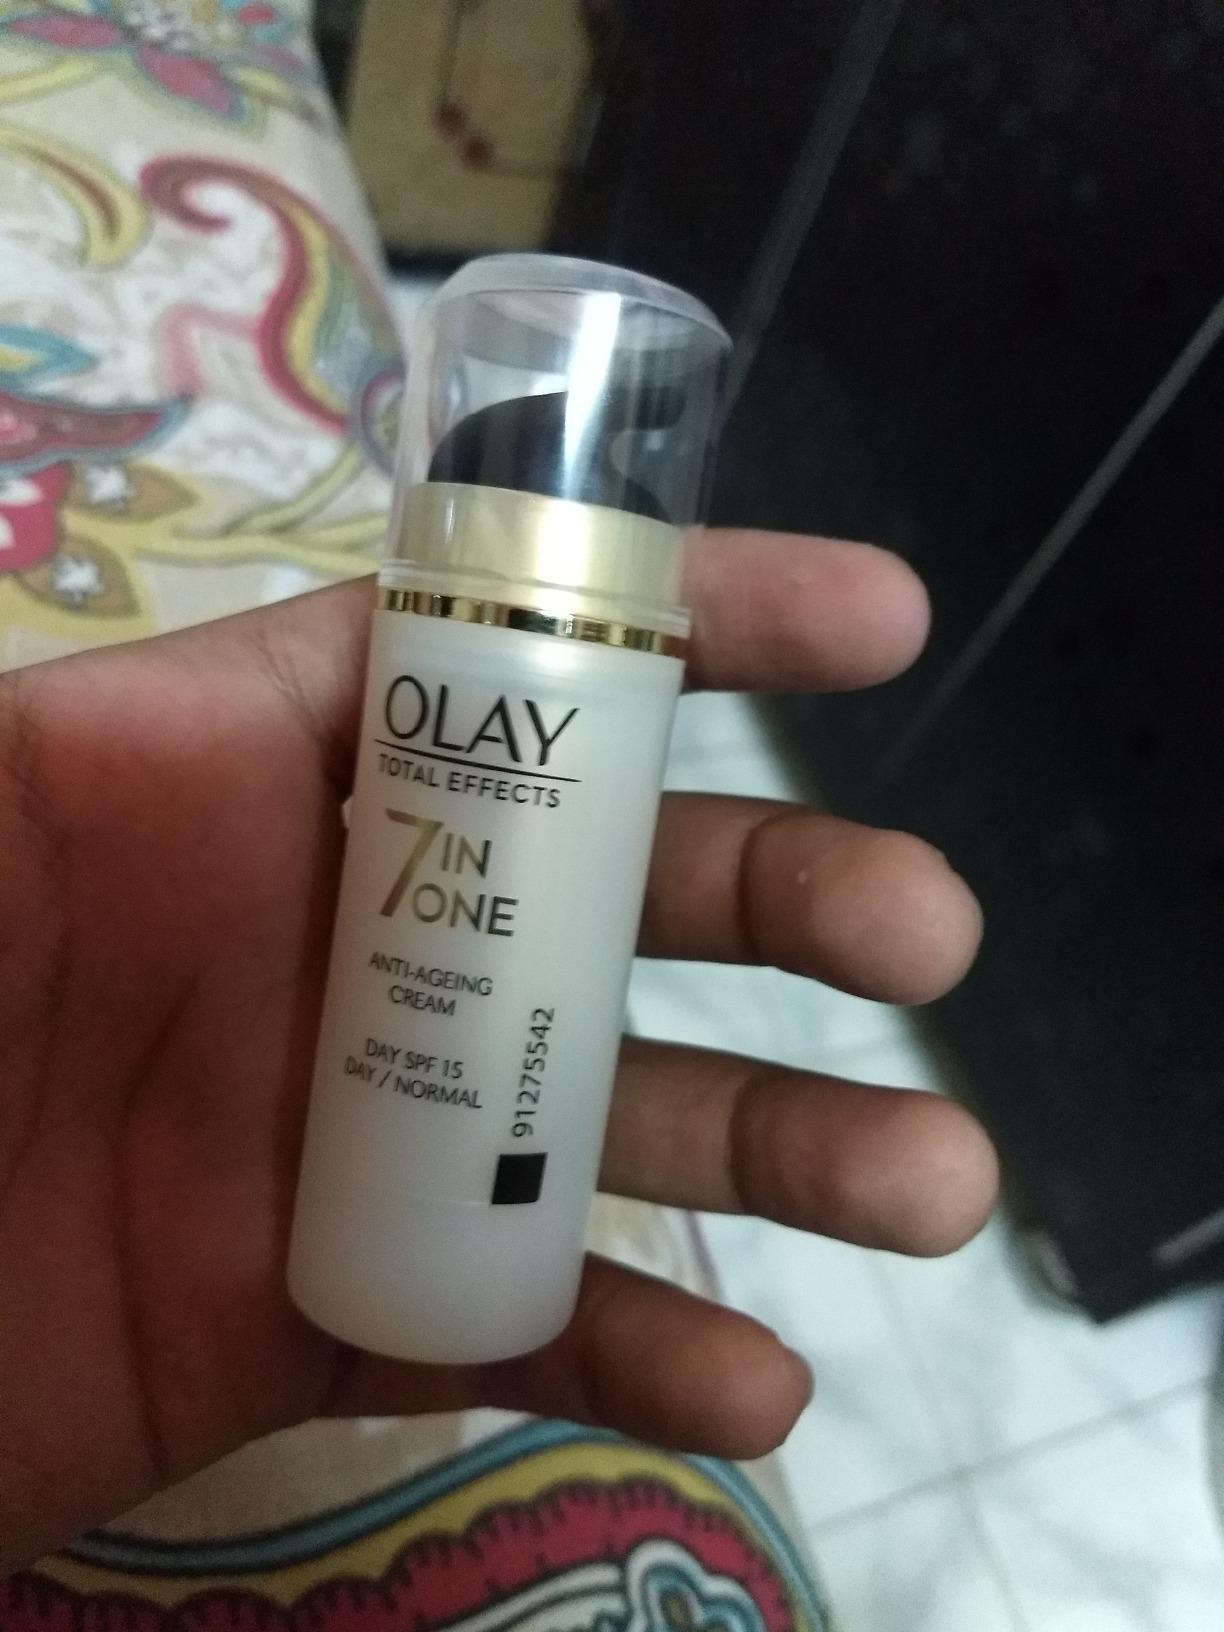 OLAY
TOTAL EFFECTS
7 IN
ONE
ANTI-AGEING
CREAM
DAY SPF 15
DAY / NORMAL
91275542